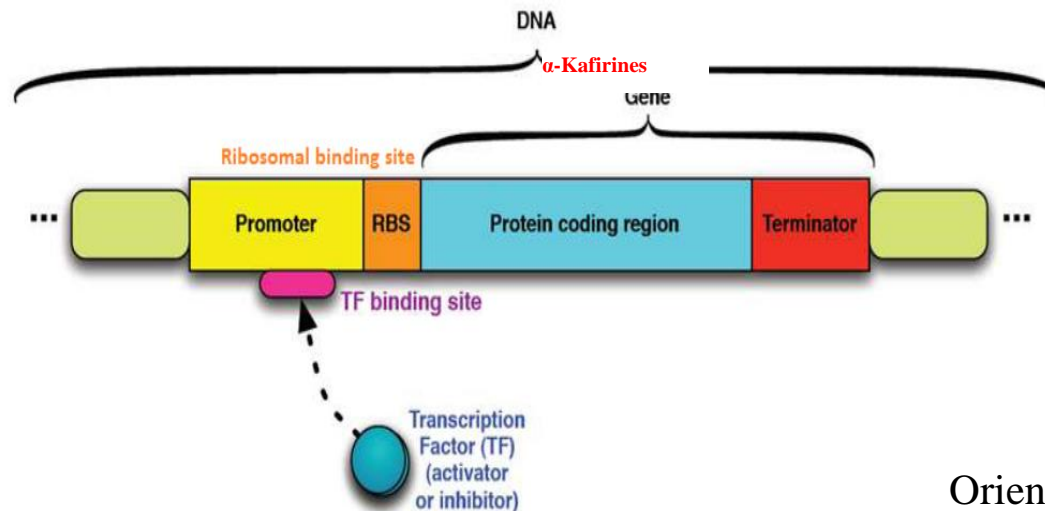 DNA
α-Kafirines
Gene
Ribosomal binding site
... Promoter RBS Protein coding region Terminator ...
TF binding site
Transcription
Factor (TF)
(activator
or inhibitor)
Orien